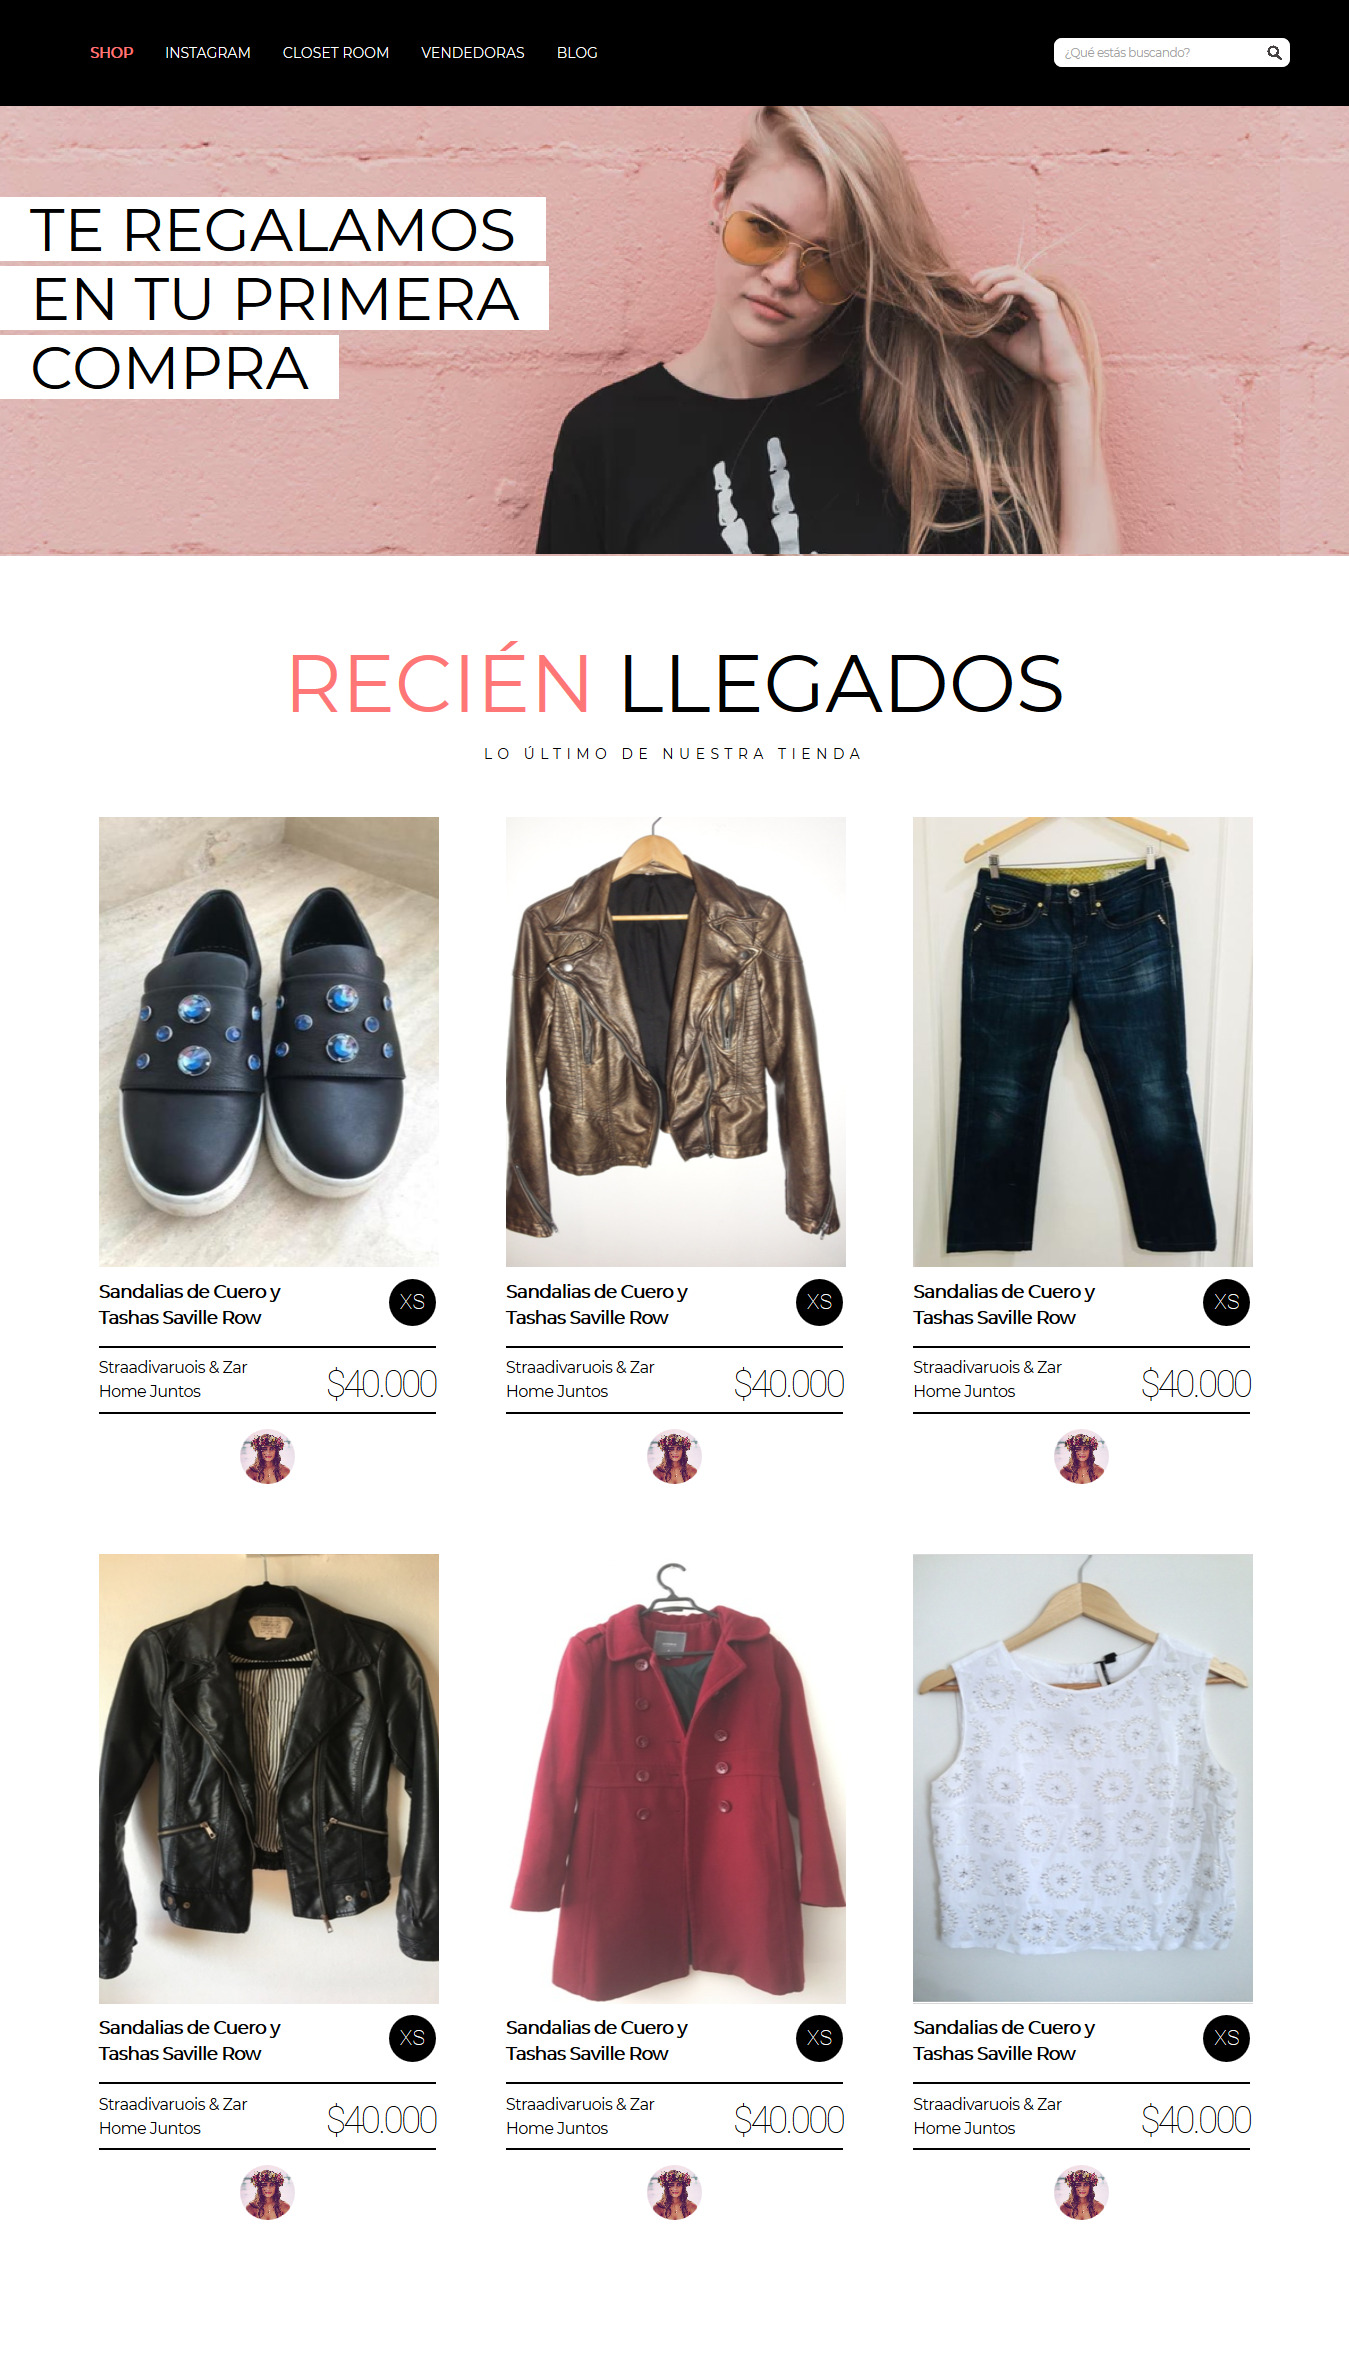 SHOP INSTAGRAM CLOSET ROOM VENDEDORAS BLOG ¿Qué estás buscando?
TE REGALAMOS
EN TU PRIMERA
COMPRA
RECIÉN LLEGADOS
LO ÚLTIMO DE NUESTRA TIENDA
Sandalias de Cuero y
Tashas Saville Row
XS
Straadivaruois & Zar
Home Juntos
$40.000
Sandalias de Cuero y
Tashas Saville Row
XS
Straadivaruois & Zar
Home Juntos
$40.000
Sandalias de Cuero y
Tashas Saville Row
XS
Straadivaruois & Zar
Home Juntos
$40.000
Sandalias de Cuero y
Tashas Saville Row
XS
Straadivaruois & Zar
Home Juntos
$40.000
Sandalias de Cuero y
Tashas Saville Row
XS
Straadivaruois & Zar
Home Juntos
$40.000
Sandalias de Cuero y
Tashas Saville Row
XS
Straadivaruois & Zar
Home Juntos
$40.000